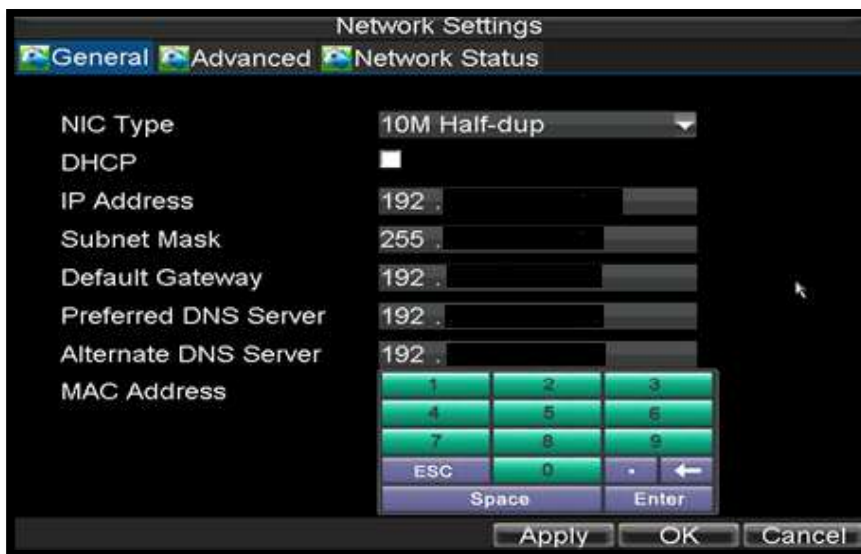 Network Settings
General Advanced Network Status
NIC Type 10M Half-dup
DHCP
IP Address 192 .
Subnet Mask 255 .
Default Gateway 192 .
Preferred DNS Server 192 .
Alternate DNS Server 192 .
MAC Address
1 2 3
4 5 6
7 8 9
ESC 0 . ←
Space Enter
Apply OK Cancel